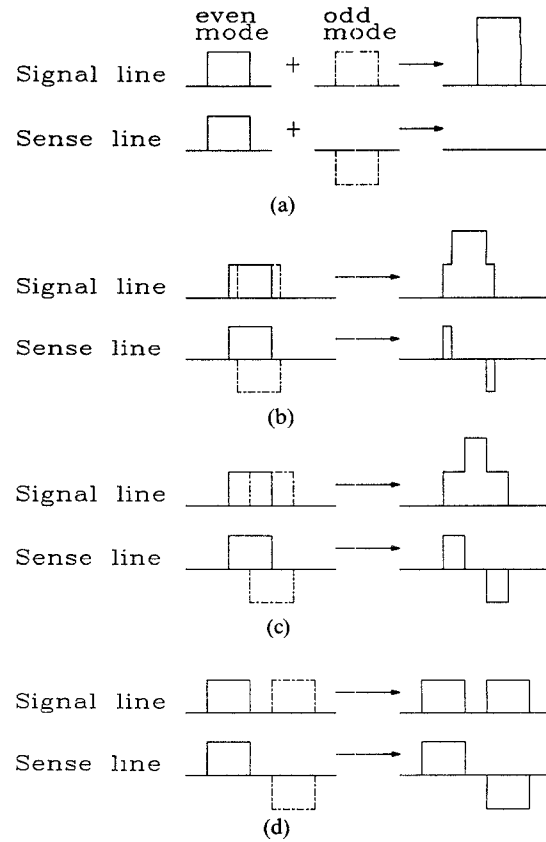 even odd
mode mode
Signal line + →
Sense line + →
(a)
Signal line
Sense line
(b)
Signal line
Sense line
(c)
Signal line
Sense line
(d)